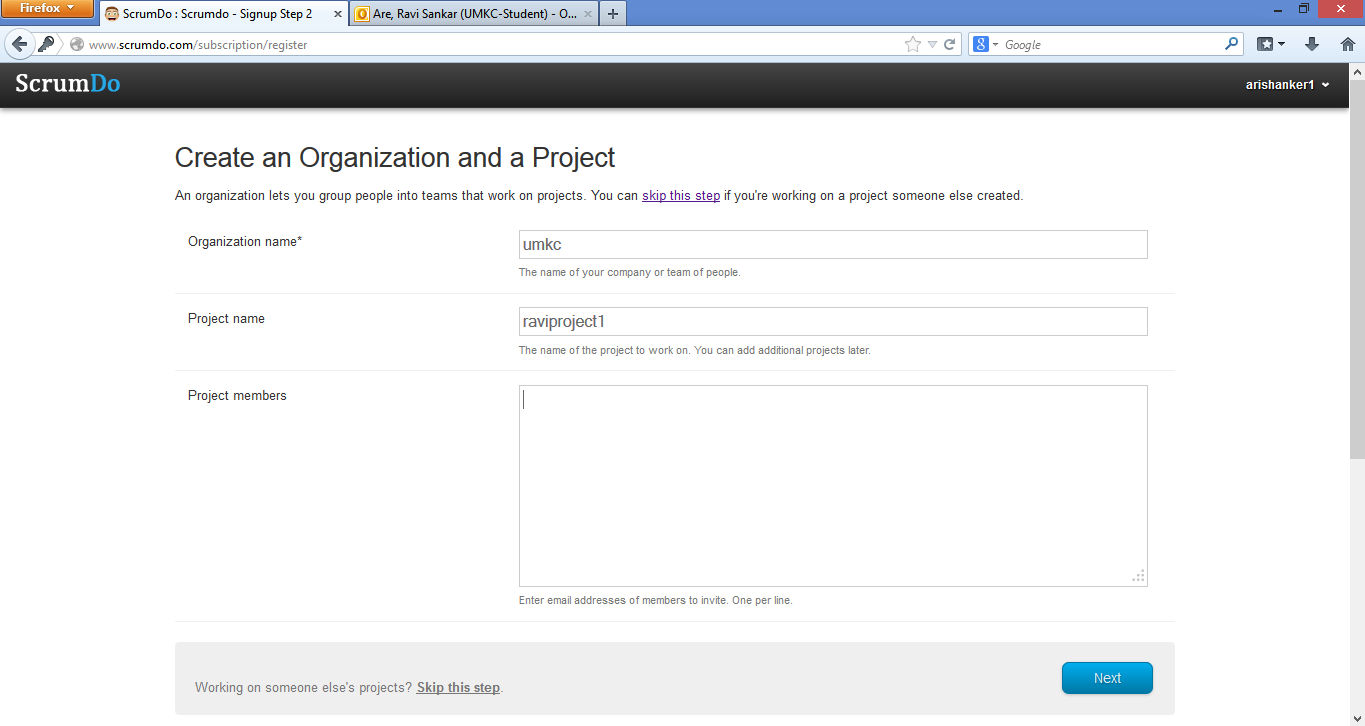 Firefox
ScrumDo : Scrumdo - Signup Step 2
Are, Ravi Sankar (UMKC-Student) - O...
www.scrumdo.com/subscription/register
Google
ScrumDo
arishanker1
Create an Organization and a Project
An organization lets you group people into teams that work on projects. You can skip this step if you're working on a project someone else created.
Organization name*
umkc
The name of your company or team of people.
Project name
raviproject1
The name of the project to work on. You can add additional projects later.
Project members
Enter email addresses of members to invite. One per line.
Working on someone else's projects? Skip this step.
Next